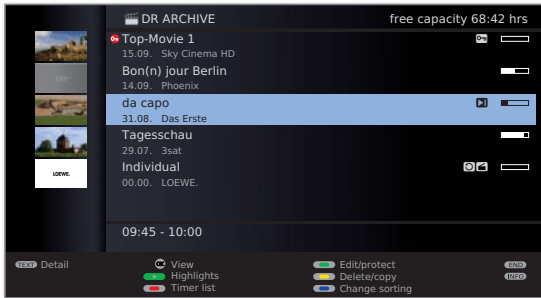 DR ARCHIVE free capacity 68:42 hrs
Top-Movie 1
15.09. Sky Cinema HD
OFF
Bon(n) jour Berlin
14.09. Phoenix
da capo
31.08. Das Erste
Tagesschau
29.07. 3sat
LOEWE.
Individual
00.00. LOEWE.
09:45 - 10:00
TEXT Detail OK View Edit/protect END
Highlights Delete/copy INFO
Timer list Change sorting